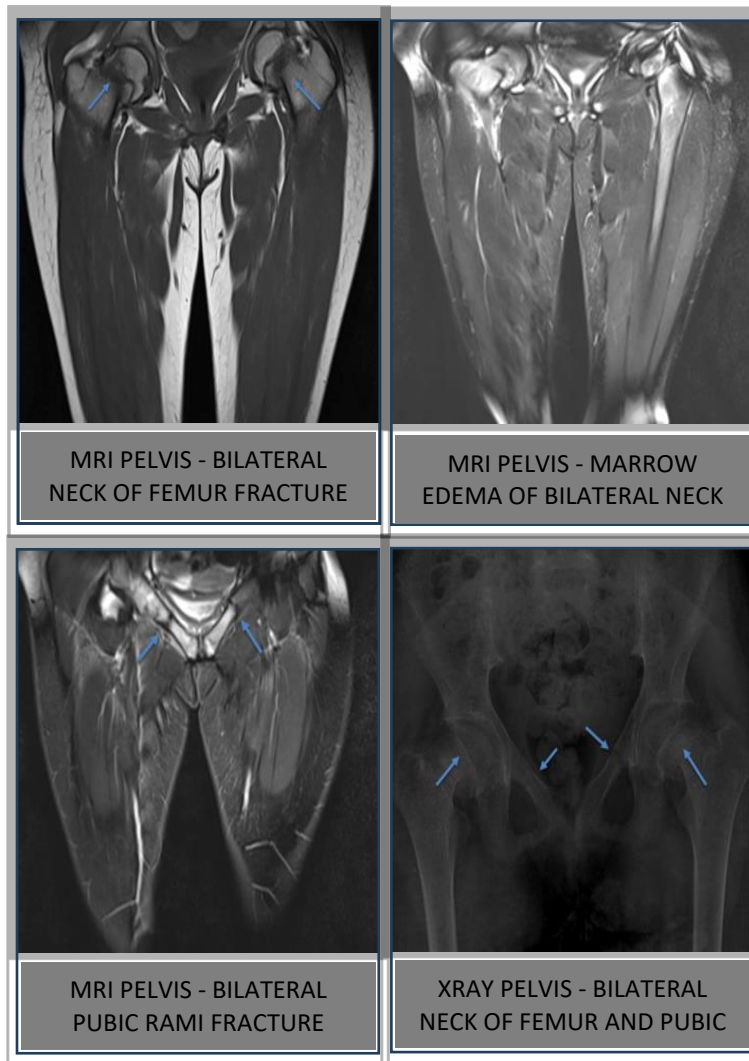 MRI PELVIS - BILATERAL
NECK OF FEMUR FRACTURE
MRI PELVIS - MARROW
EDEMA OF BILATERAL NECK
MRI PELVIS - BILATERAL
PUBIC RAMI FRACTURE
XRAY PELVIS - BILATERAL
NECK OF FEMUR AND PUBIC